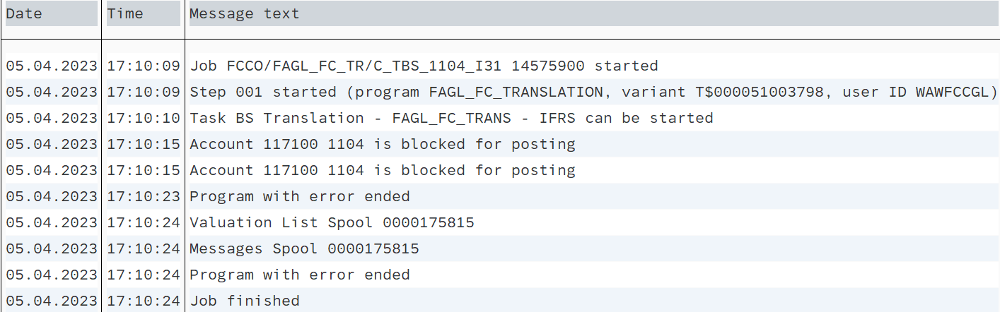 Date Time Message text
05.04.2023 17:10:09 Job FCCO/FAGL_FC_TR/C_TBS_1104_I31 14575900 started
05.04.2023 17:10:09 Step 001 started (program FAGL_FC_TRANSLATION, variant T$000051003798, user ID WAWFCCGL)
05.04.2023 17:10:10 Task BS Translation - FAGL_FC_TRANS - IFRS can be started
05.04.2023 17:10:15 Account 117100 1104 is blocked for posting
05.04.2023 17:10:15 Account 117100 1104 is blocked for posting
05.04.2023 17:10:23 Program with error ended
05.04.2023 17:10:24 Valuation List Spool 0000175815
05.04.2023 17:10:24 Messages Spool 0000175815
05.04.2023 17:10:24 Program with error ended
05.04.2023 17:10:24 Job finished